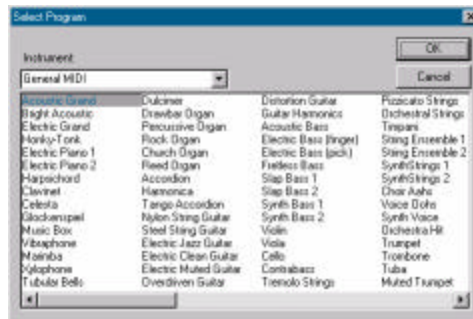 Select Program
Instrument:
OK
General MIDI
Cancel
Acoustic Grand
Bright Acoustic
Electric Grand
Honky-Tonk
Electric Piano 1
Electric Piano 2
Harpsichord
Clavinet
Celesta
Glockenspiel
Music Box
Vibraphone
Marimba
Xylophone
Tubular Bells
Dulcimer
Drawbar Organ
Percussive Organ
Rock Organ
Church Organ
Reed Organ
Accordion
Harmonica
Tango Accordion
Nylon String Guitar
Steel String Guitar
Electric Jazz Guitar
Electric Clean Guitar
Electric Muted Guitar
Overdriven Guitar
Distortion Guitar
Guitar Harmonics
Acoustic Bass
Electric Bass (finger)
Electric Bass (pick)
Fretless Bass
Slap Bass 1
Slap Bass 2
Synth Bass 1
Synth Bass 2
Violin
Viola
Cello
Contrabass
Tremolo Strings
Pizzicato Strings
Orchestral Strings
Timpani
String Ensemble 1
String Ensemble 2
SynthStrings 1
SynthStrings 2
Choir Aahs
Voice Oohs
Synth Voice
Orchestra Hit
Trumpet
Trombone
Tuba
Muted Trumpet